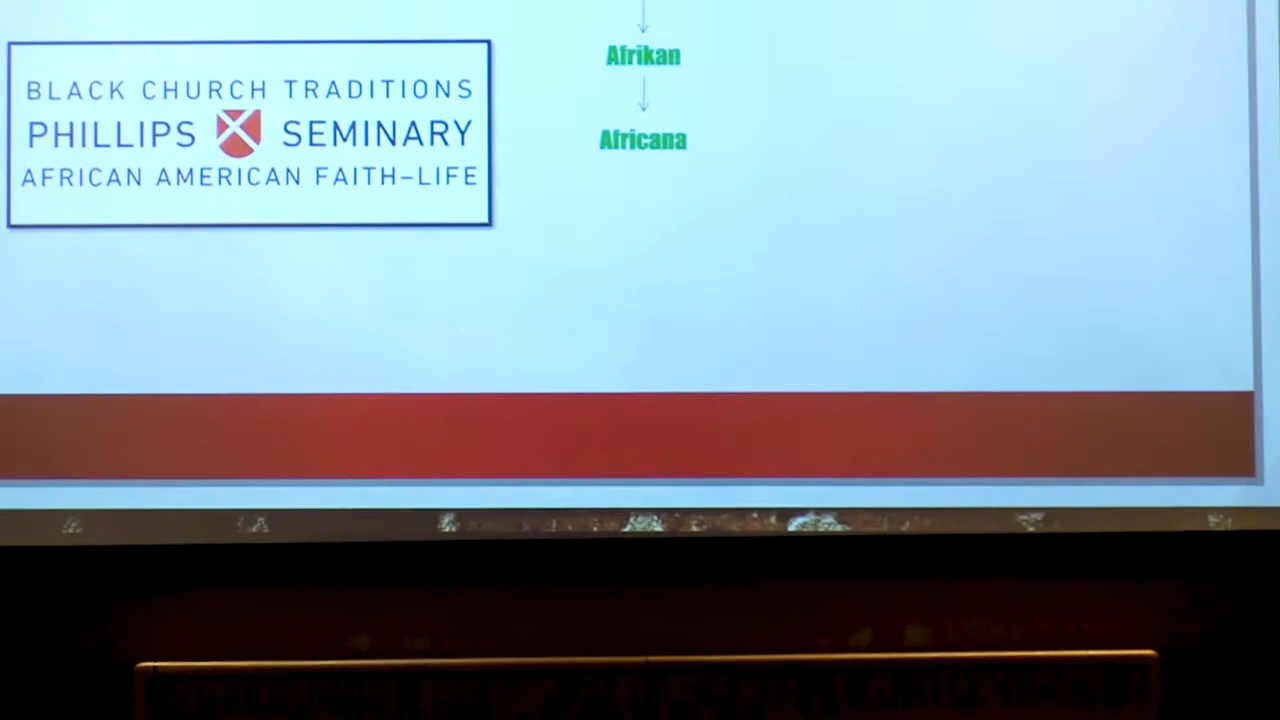 BLACK CHURCH TRADITIONS
PHILLIPS SEMINARY
AFRICAN AMERICAN FAITH–LIFE
Afrikan
Africana